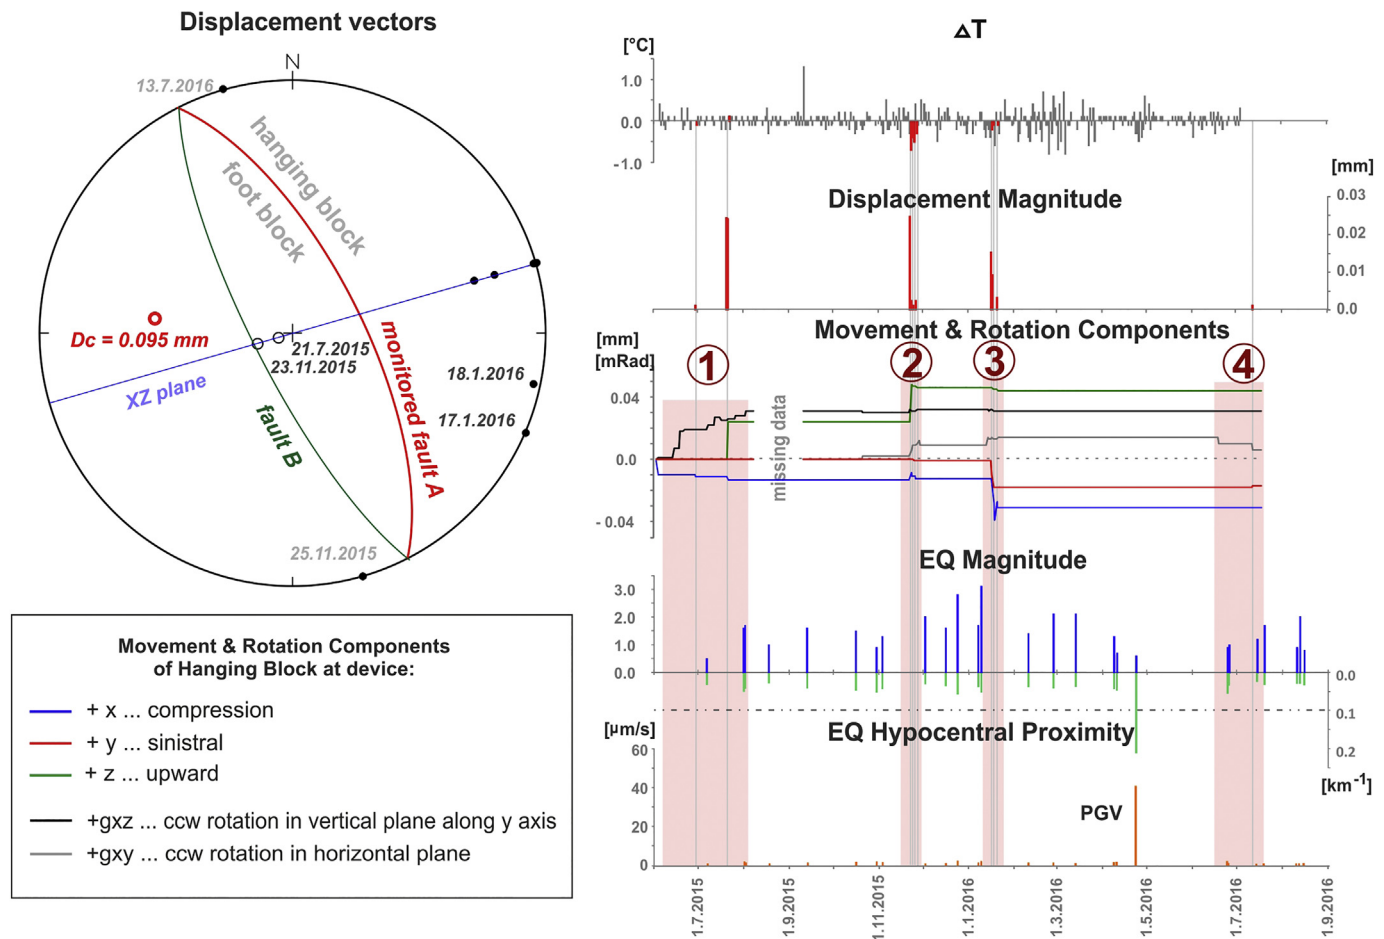 Displacement vectors
N
13.7.2016
hanging block
foot block
Dc = 0.095 mm
21.7.2015
23.11.2015
18.1.2016
17.1.2016
XZ plane
fault B
monitored fault A
25.11.2015
Movement & Rotation Components
of Hanging Block at device:
+ x ... compression
+ y ... sinistral
+ z ... upward
+gxz ... ccw rotation in vertical plane along y axis
+gxy ... ccw rotation in horizontal plane
ΔT
[°C]
1.0
0.0
-1.0
Displacement Magnitude
[mm]
0.03
0.02
0.01
0.0
Movement & Rotation Components
[mm]
[mRad]
1
2
3
4
0.04
0.0
- 0.04
missing data
EQ Magnitude
3.0
2.0
1.0
0.0
0.0
0.1
0.2
[km-1]
EQ Hypocentral Proximity
[µm/s]
60
40
20
0
PGV
1.7.2015
1.9.2015
1.11.2015
1.1.2016
1.3.2016
1.5.2016
1.7.2016
1.9.2016